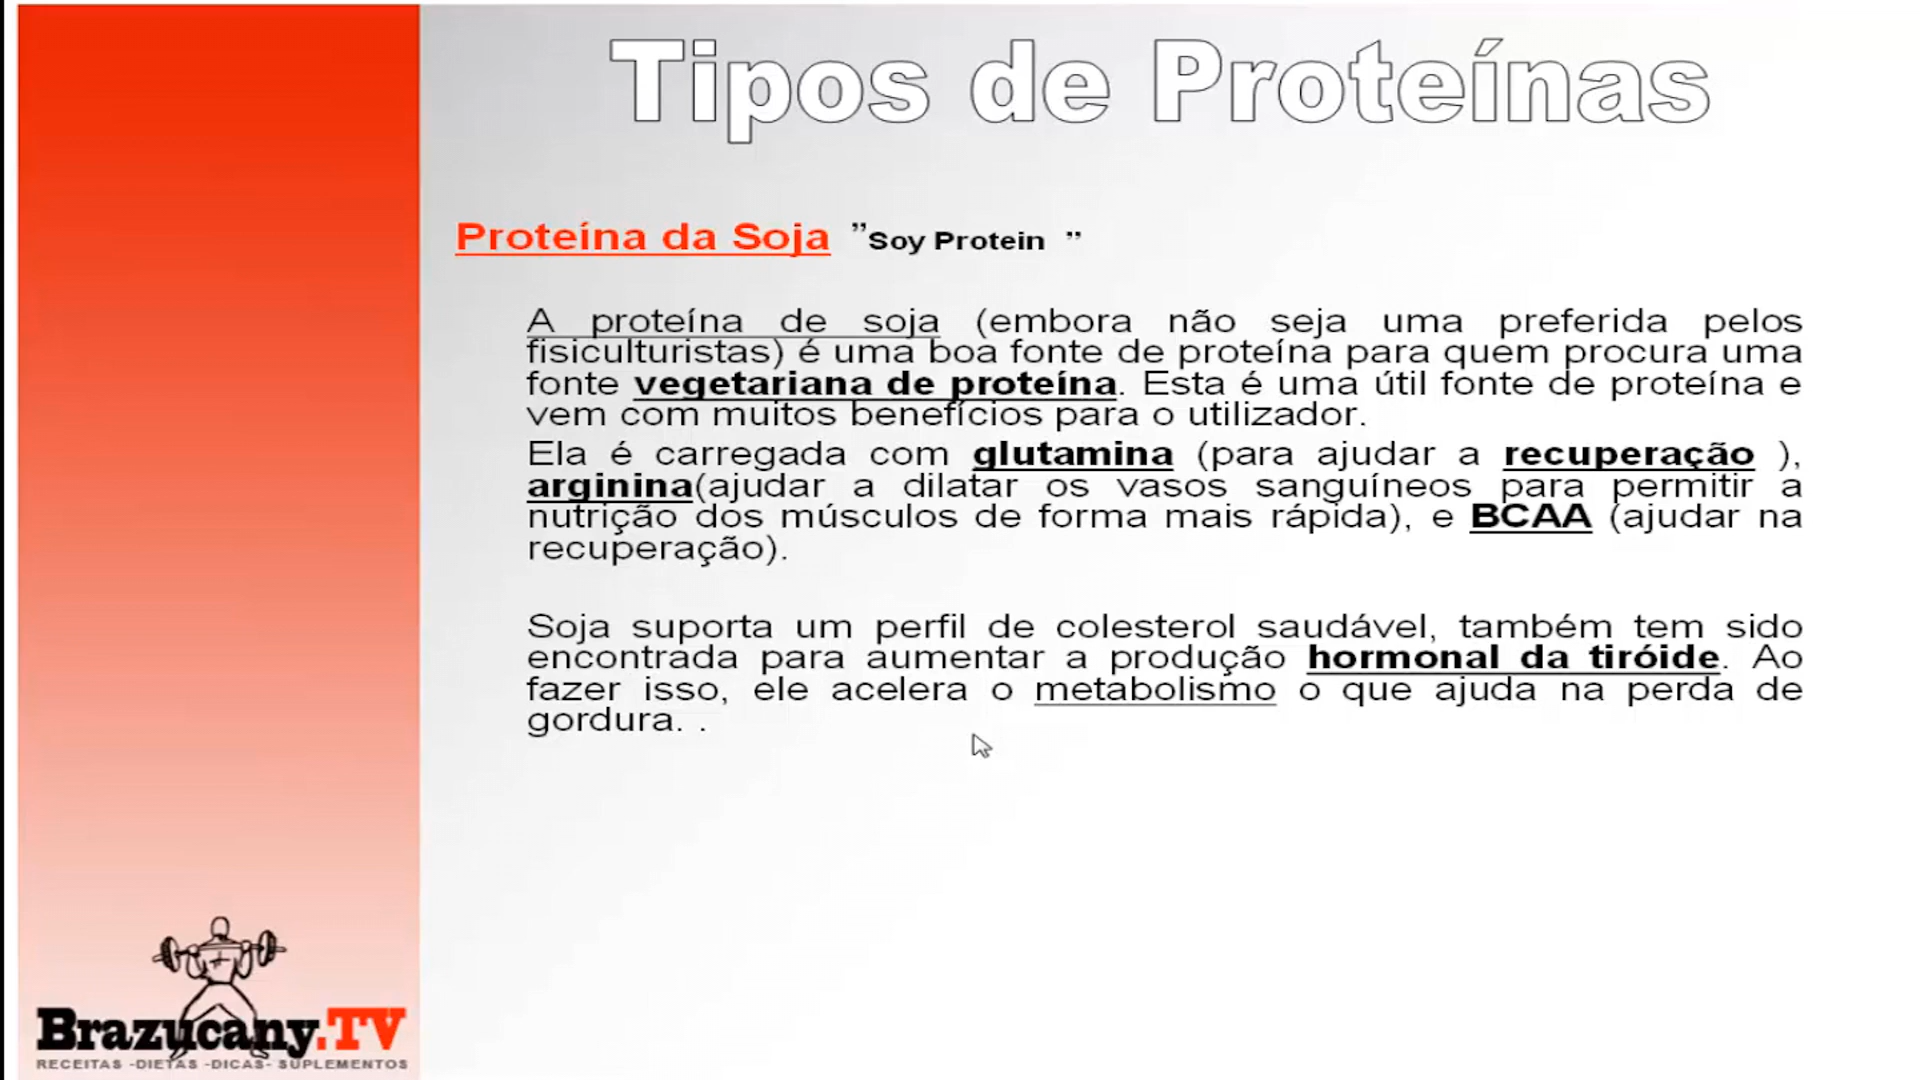 Tipos de Proteínas
Proteína da Soja ”Soy Protein ”
A proteína de soja (embora não seja uma preferida pelos
fisiculturistas) é uma boa fonte de proteína para quem procura uma
fonte vegetariana de proteína. Esta é uma útil fonte de proteína e
vem com muitos benefícios para o utilizador.
Ela é carregada com glutamina (para ajudar a recuperação ),
arginina(ajudar a dilatar os vasos sanguíneos para permitir a
nutrição dos músculos de forma mais rápida), e BCAA (ajudar na
recuperação).
Soja suporta um perfil de colesterol saudável, também tem sido
encontrada para aumentar a produção hormonal da tiróide. Ao
fazer isso, ele acelera o metabolismo o que ajuda na perda de
gordura. .
Brazucany.TV
RECEITAS -DIETAS -DICAS- SUPLEMENTOS